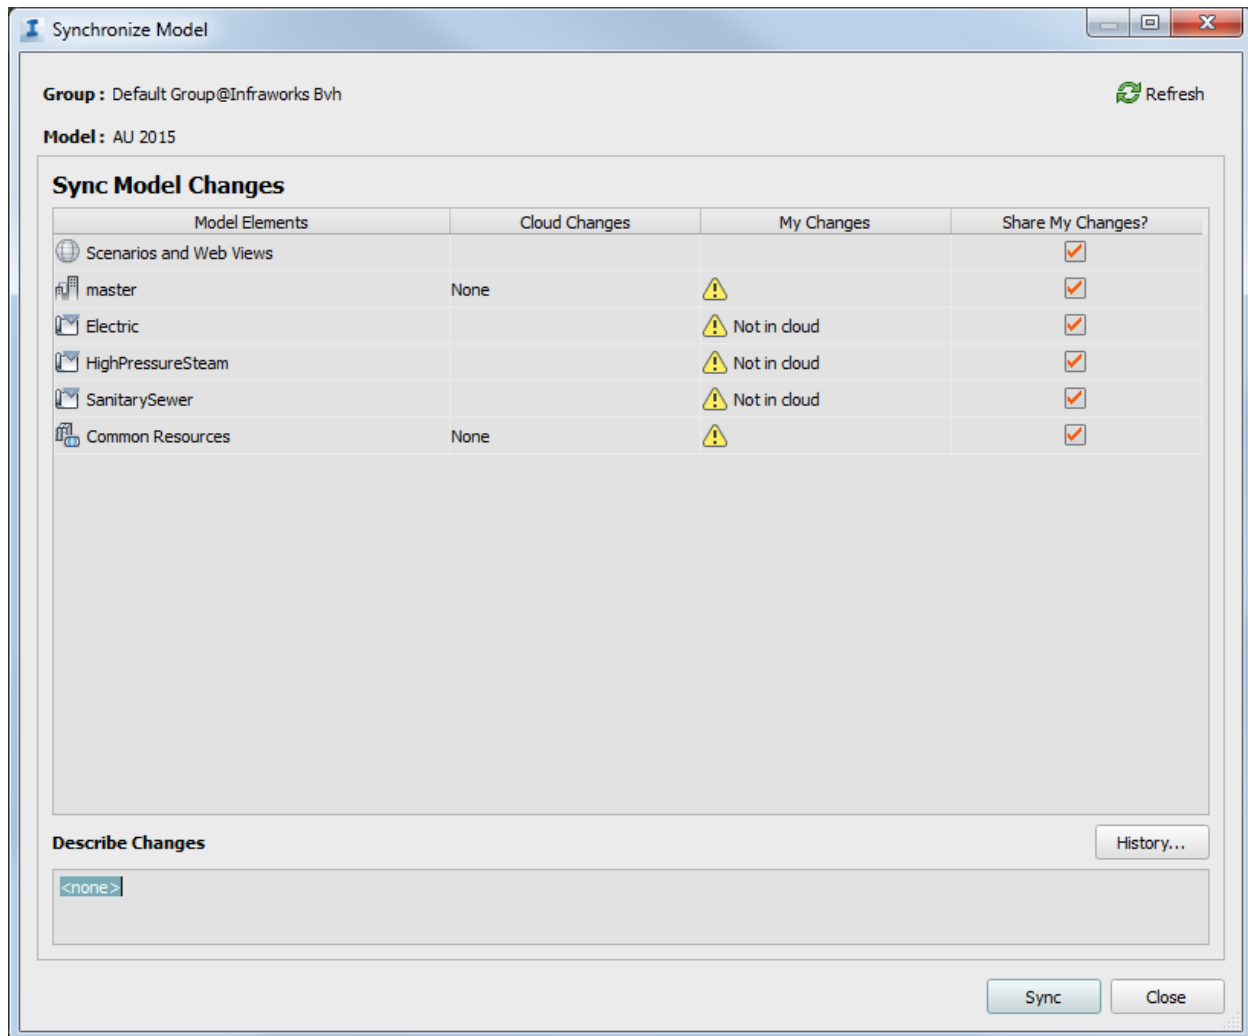 Synchronize Model
Group : Default Group@Infraworks Bvh
Refresh
Model : AU 2015
Sync Model Changes
Model Elements Cloud Changes My Changes Share My Changes?
Scenarios and Web Views
master None
Electric Not in cloud
HighPressureSteam Not in cloud
SanitarySewer Not in cloud
Common Resources None
Describe Changes
History...
<none>
Sync Close